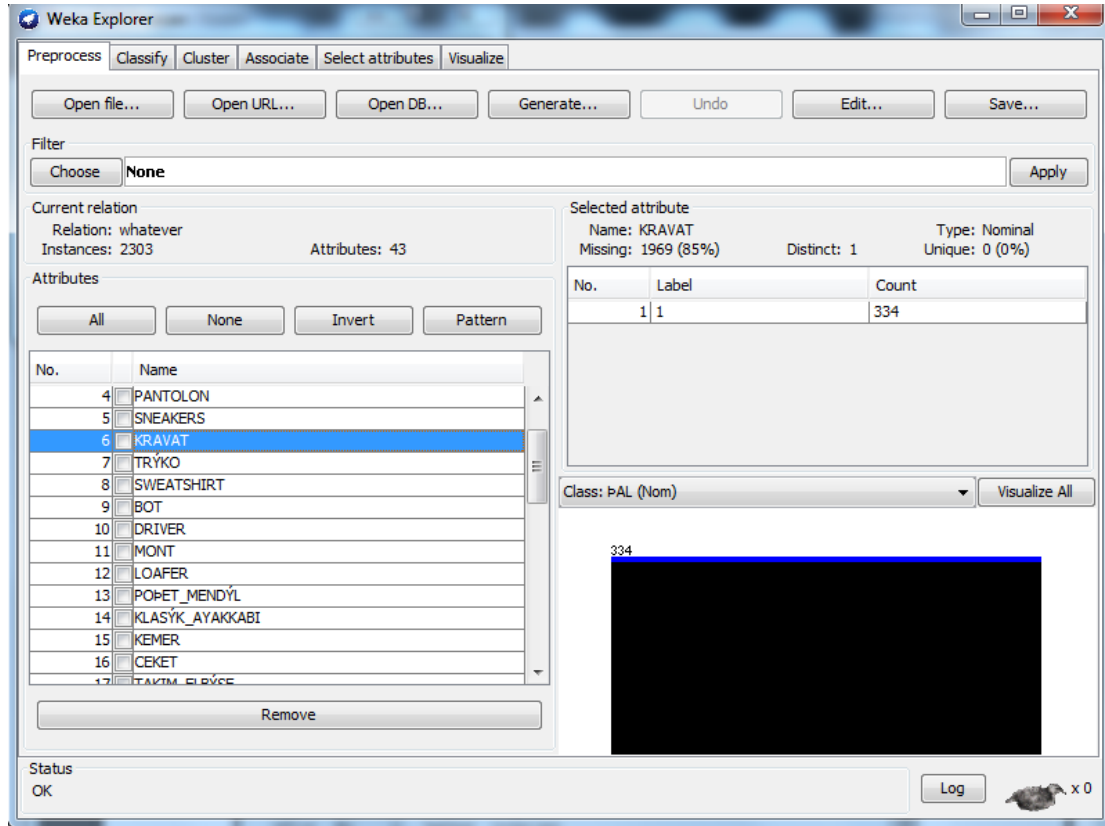 Weka Explorer
Preprocess Classify Cluster Associate Select attributes Visualize
Open file... Open URL... Open DB... Generate... Undo Edit... Save...
Filter
Choose None Apply
Current relation
Relation: whatever
Instances: 2303 Attributes: 43
Attributes
All None Invert Pattern
No. Name
4 PANTOLON
5 SNEAKERS
6 KRAVAT
7 TRÝKO
8 SWEATSHIRT
9 BOT
10 DRIVER
11 MONT
12 LOAFER
13 POÞET_MENDÝL
14 KLASÝK_AYAKKABI
15 KEMER
16 CEKET
17 TAKIM_ELBÝSE
Remove
Selected attribute
Name: KRAVAT Type: Nominal
Missing: 1969 (85%) Distinct: 1 Unique: 0 (0%)
No. Label Count
1 1 334
Class: ÞAL (Nom) Visualize All
334
Status
OK
Log x 0